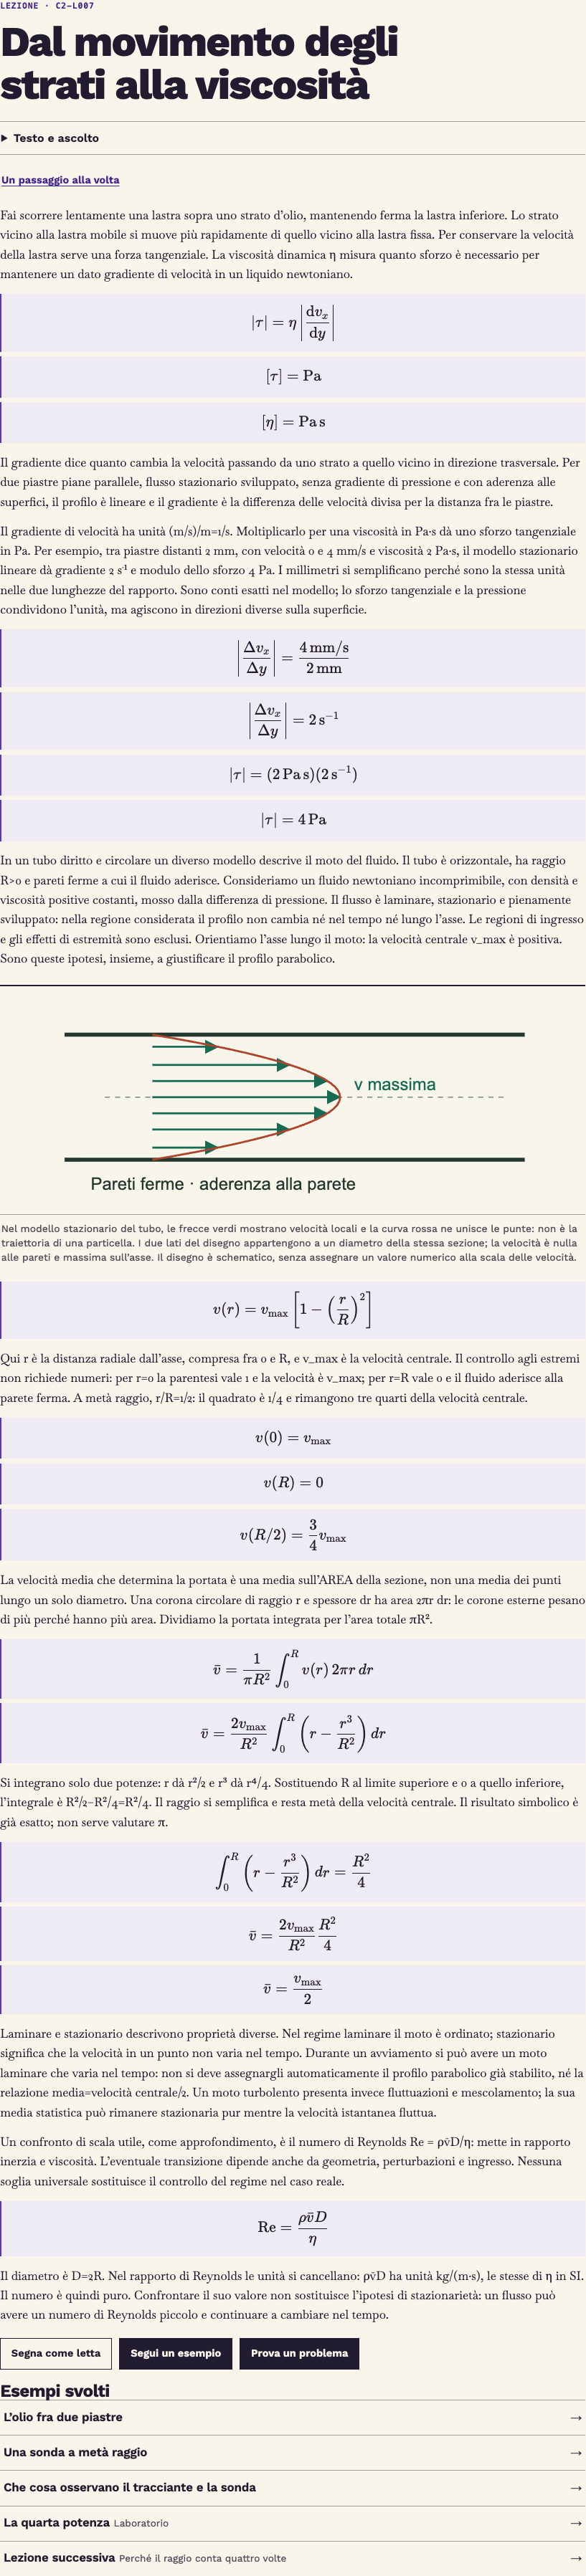 LEZIONE · C2-L007
Dal movimento degli
strati alla viscosità
▶ Testo e ascolto
Un passaggio alla volta
Fai scorrere lentamente una lastra sopra uno strato d'olio, mantenendo ferma la lastra inferiore. Lo strato
vicino alla lastra mobile si muove più rapidamente di quello vicino alla lastra fissa. Per conservare la velocità
della lastra serve una forza tangenziale. La viscosità dinamica η misura quanto sforzo è necessario per
mantenere un dato gradiente di velocità in un liquido newtoniano.
|τ| = η |dv_x/dy|
[τ] = Pa
[η] = Pa s
Il gradiente dice quanto cambia la velocità passando da uno strato a quello vicino in direzione trasversale. Per
due piastre piane parallele, flusso stazionario sviluppato, senza gradiente di pressione e con aderenza alle
superfici, il profilo è lineare e il gradiente è la differenza delle velocità divisa per la distanza fra le piastre.
Il gradiente di velocità ha unità (m/s)/m=1/s. Moltiplicarlo per una viscosità in Pa·s dà uno sforzo tangenziale
in Pa. Per esempio, tra piastre distanti 2 mm, con velocità 0 e 4 mm/s e viscosità 2 Pa·s, il modello stazionario
lineare dà gradiente 2 s⁻¹ e modulo dello sforzo 4 Pa. I millimetri si semplificano perché sono la stessa unità
nelle due lunghezze del rapporto. Sono conti esatti nel modello; lo sforzo tangenziale e la pressione
condividono l'unità, ma agiscono in direzioni diverse sulla superficie.
|Δv_x/Δy| = 4 mm/s / 2 mm
|Δv_x/Δy| = 2 s⁻¹
|τ| = (2 Pa s)(2 s⁻¹)
|τ| = 4 Pa
In un tubo diritto e circolare un diverso modello descrive il moto del fluido. Il tubo è orizzontale, ha raggio
R>0 e pareti ferme a cui il fluido aderisce. Consideriamo un fluido newtoniano incomprimibile, con densità e
viscosità positive costanti, mosso dalla differenza di pressione. Il flusso è laminare, stazionario e pienamente
sviluppato: nella regione considerata il profilo non cambia né nel tempo né lungo l'asse. Le regioni di ingresso
e gli effetti di estremità sono esclusi. Orientiamo l'asse lungo il moto: la velocità centrale v_max è positiva.
Sono queste ipotesi, insieme, a giustificare il profilo parabolico.
v massima
Pareti ferme · aderenza alla parete
Nel modello stazionario del tubo, le frecce verdi mostrano velocità locali e la curva rossa ne unisce le punte: non è la
traiettoria di una particella. I due lati del disegno appartengono a un diametro della stessa sezione; la velocità è nulla
alle pareti e massima sull'asse. Il disegno è schematico, senza assegnare un valore numerico alla scala delle velocità.
v(r) = v_max [1 − (r/R)²]
Qui r è la distanza radiale dall'asse, compresa fra 0 e R, e v_max è la velocità centrale. Il controllo agli estremi
non richiede numeri: per r=0 la parentesi vale 1 e la velocità è v_max; per r=R vale 0 e il fluido aderisce alla
parete ferma. A metà raggio, r/R=1/2: il quadrato è 1/4 e rimangono tre quarti della velocità centrale.
v(0) = v_max
v(R) = 0
v(R/2) = 3/4 v_max
La velocità media che determina la portata è una media sull'AREA della sezione, non una media dei punti
lungo un solo diametro. Una corona circolare di raggio r e spessore dr ha area 2πr dr: le corone esterne pesano
di più perché hanno più area. Dividiamo la portata integrata per l'area totale πR².
v̄ = 1/(πR²) ∫₀ᴿ v(r) 2πr dr
v̄ = 2v_max/R² ∫₀ᴿ (r − r³/R²) dr
Si integrano solo due potenze: r dà r²/2 e r³ dà r⁴/4. Sostituendo R al limite superiore e 0 a quello inferiore,
l'integrale è R²/2−R²/4=R²/4. Il raggio si semplifica e resta metà della velocità centrale. Il risultato simbolico è
già esatto; non serve valutare π.
∫₀ᴿ (r − r³/R²) dr = R²/4
v̄ = 2v_max/R² R²/4
v̄ = v_max/2
Laminare e stazionario descrivono proprietà diverse. Nel regime laminare il moto è ordinato; stazionario
significa che la velocità in un punto non varia nel tempo. Durante un avviamento si può avere un moto
laminare che varia nel tempo: non si deve assegnargli automaticamente il profilo parabolico già stabilito, né la
relazione media=velocità centrale/2. Un moto turbolento presenta invece fluttuazioni e mescolamento; la sua
media statistica può rimanere stazionaria pur mentre la velocità istantanea fluttua.
Un confronto di scala utile, come approfondimento, è il numero di Reynolds Re = ρv̄D/η: mette in rapporto
inerzia e viscosità. L'eventuale transizione dipende anche da geometria, perturbazioni e ingresso. Nessuna
soglia universale sostituisce il controllo del regime nel caso reale.
Re = ρv̄D/η
Il diametro è D=2R. Nel rapporto di Reynolds le unità si cancellano: ρv̄D ha unità kg/(m·s), le stesse di η in SI.
Il numero è quindi puro. Confrontare il suo valore non sostituisce l'ipotesi di stazionarietà: un flusso può
avere un numero di Reynolds piccolo e continuare a cambiare nel tempo.
Segna come letta Segui un esempio Prova un problema
Esempi svolti
L'olio fra due piastre →
Una sonda a metà raggio →
Che cosa osservano il tracciante e la sonda →
La quarta potenza Laboratorio →
Lezione successiva Perché il raggio conta quattro volte →